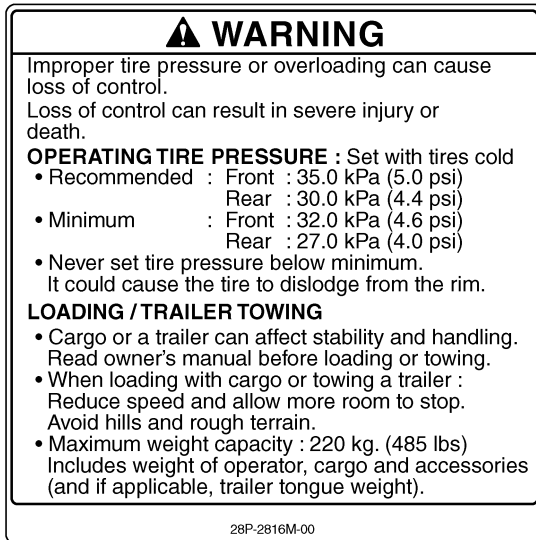 WARNING
Improper tire pressure or overloading can cause
loss of control.
Loss of control can result in severe injury or
death.
OPERATING TIRE PRESSURE : Set with tires cold
• Recommended : Front : 35.0 kPa (5.0 psi)
Rear : 30.0 kPa (4.4 psi)
• Minimum : Front : 32.0 kPa (4.6 psi)
Rear : 27.0 kPa (4.0 psi)
• Never set tire pressure below minimum.
It could cause the tire to dislodge from the rim.
LOADING / TRAILER TOWING
• Cargo or a trailer can affect stability and handling.
Read owner's manual before loading or towing.
• When loading with cargo or towing a trailer :
Reduce speed and allow more room to stop.
Avoid hills and rough terrain.
• Maximum weight capacity : 220 kg. (485 lbs)
Includes weight of operator, cargo and accessories
(and if applicable, trailer tongue weight).
28P-2816M-00